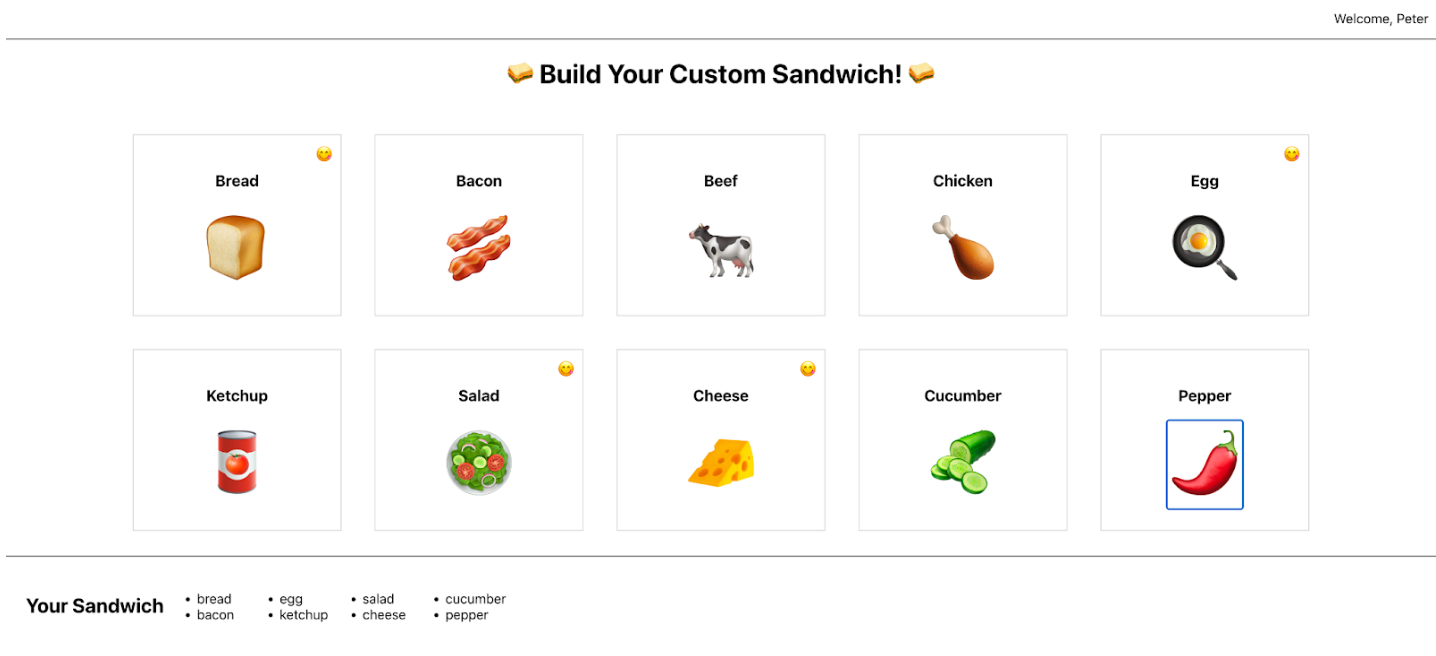 Welcome, Peter
🥪 Build Your Custom Sandwich! 🥪
Bread
Bacon
Beef
Chicken
Egg
Ketchup
Salad
Cheese
Cucumber
Pepper
Your Sandwich
• bread
• bacon
• egg
• ketchup
• salad
• cheese
• cucumber
• pepper